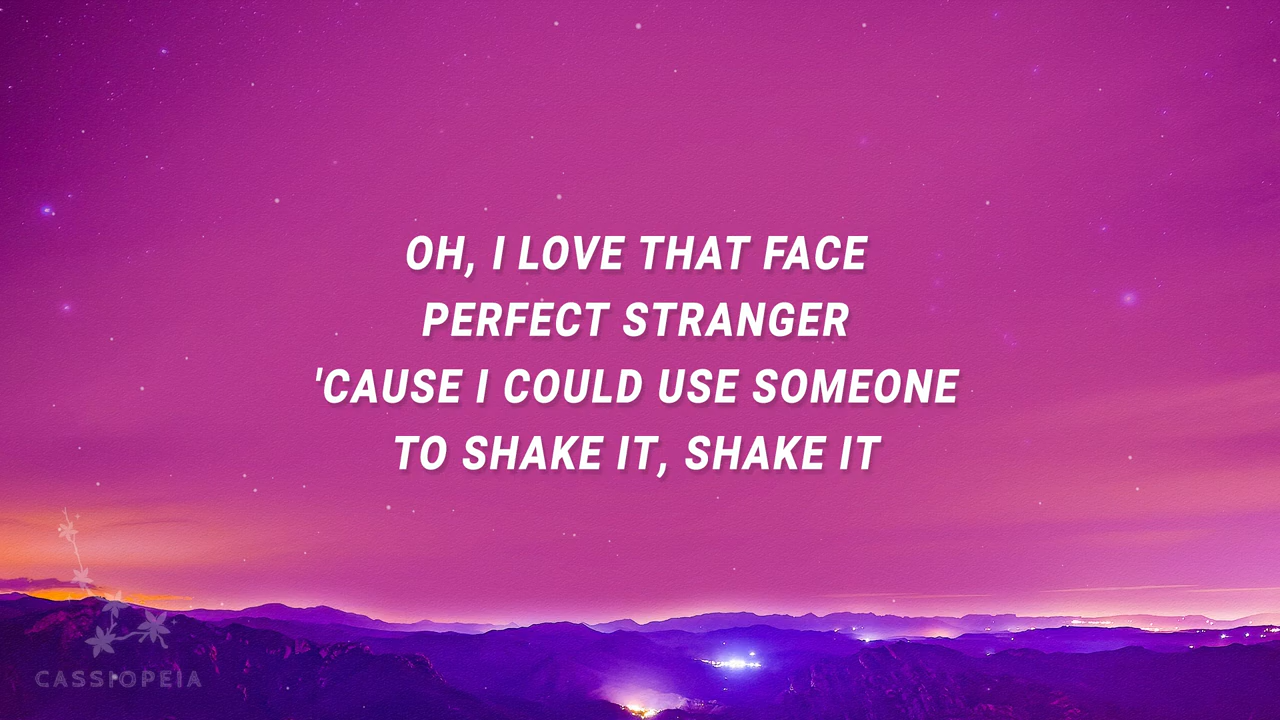 OH, I LOVE THAT FACE
PERFECT STRANGER
'CAUSE I COULD USE SOMEONE
TO SHAKE IT, SHAKE IT
CASSIOPEIA